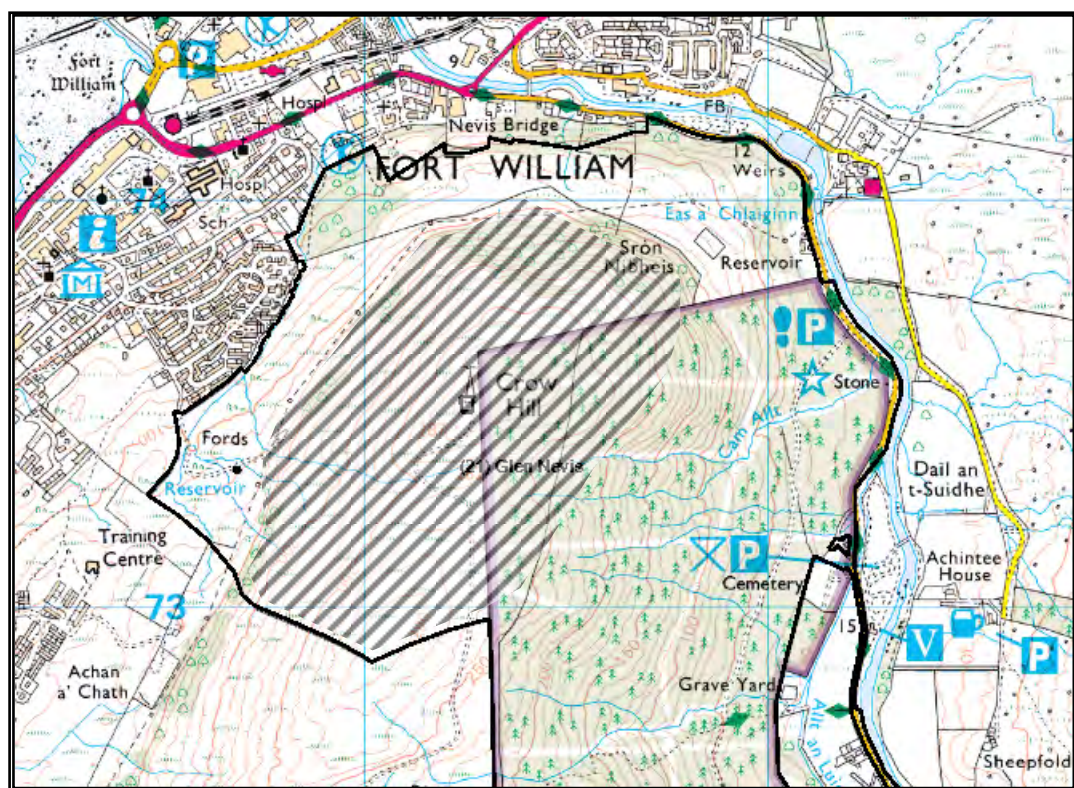 Fort
William
P
9
Hospl
FB
Nevis Bridge
12
Weirs
FORT WILLIAM
Hospl
74
Sch
i
M
Eas a' Chlaiginn
Sròn
Nibheis
Reservoir
! P
Stone
Crow
Hill
Cam Allt
100
Fords
(21) Glen Nevis
Reservoir
Dail an
t-Suidhe
Training
Centre
P
Cemetery
Achintee
House
73
15
V
P
Achan
a' Chath
Grave Yard
Allt an Lui
Sheepfold